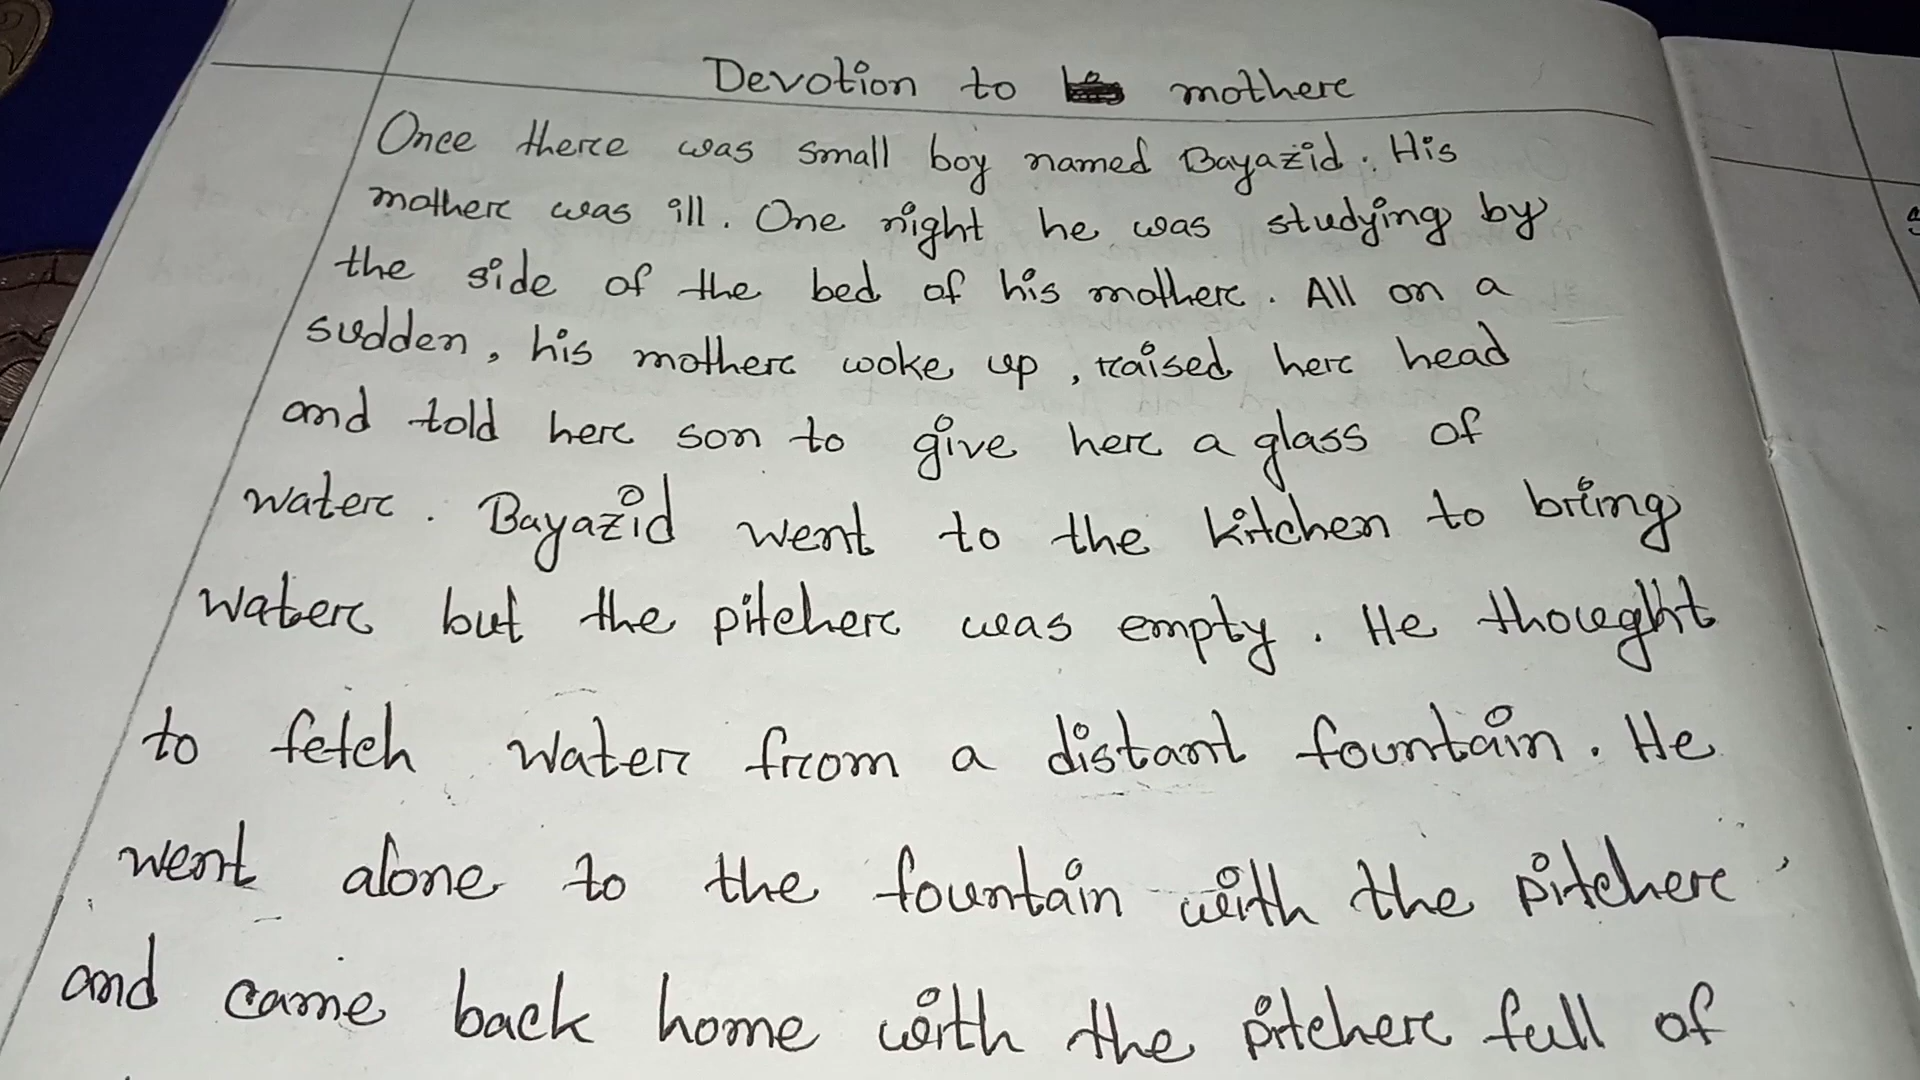 Devotion to mother
Once there was small boy named Bayazid. His
mother was ill. One night he was studying by
the side of the bed of his mother. All on a
sudden, his mother woke up, raised her head
and told her son to give her a glass of
water. Bayazid went to the kitchen to bring
water but the pitcher was empty. He thought
to fetch water from a distant fountain. He
went alone to the fountain with the pitcher
and came back home with the pitcher full of